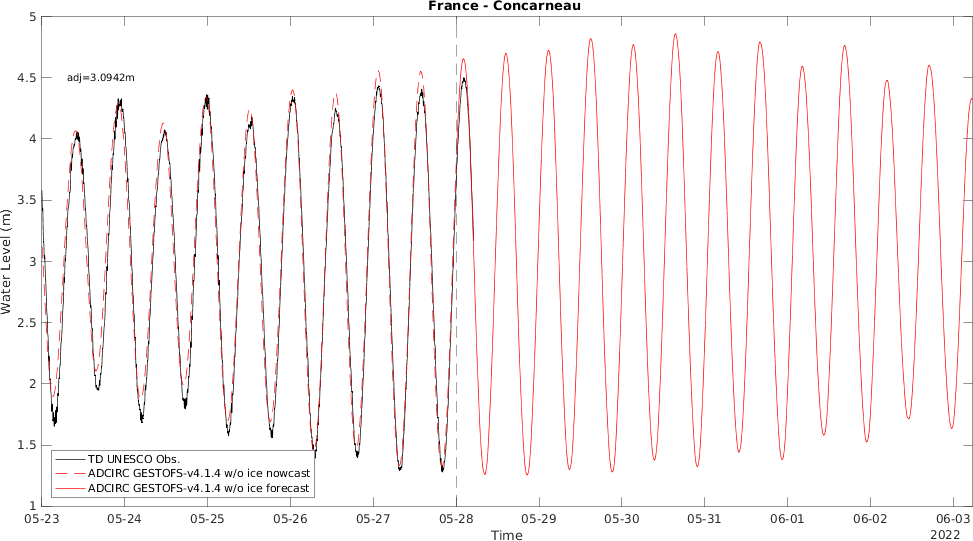 France - Concarneau
5
4.5
4
3.5
3
2.5
2
1.5
1
Water Level (m)
adj=3.0942m
TD UNESCO Obs.
ADCIRC GESTOFS-v4.1.4 w/o ice nowcast
ADCIRC GESTOFS-v4.1.4 w/o ice forecast
05-23 05-24 05-25 05-26 05-27 05-28 05-29 05-30 05-31 06-01 06-02 06-03
Time
2022